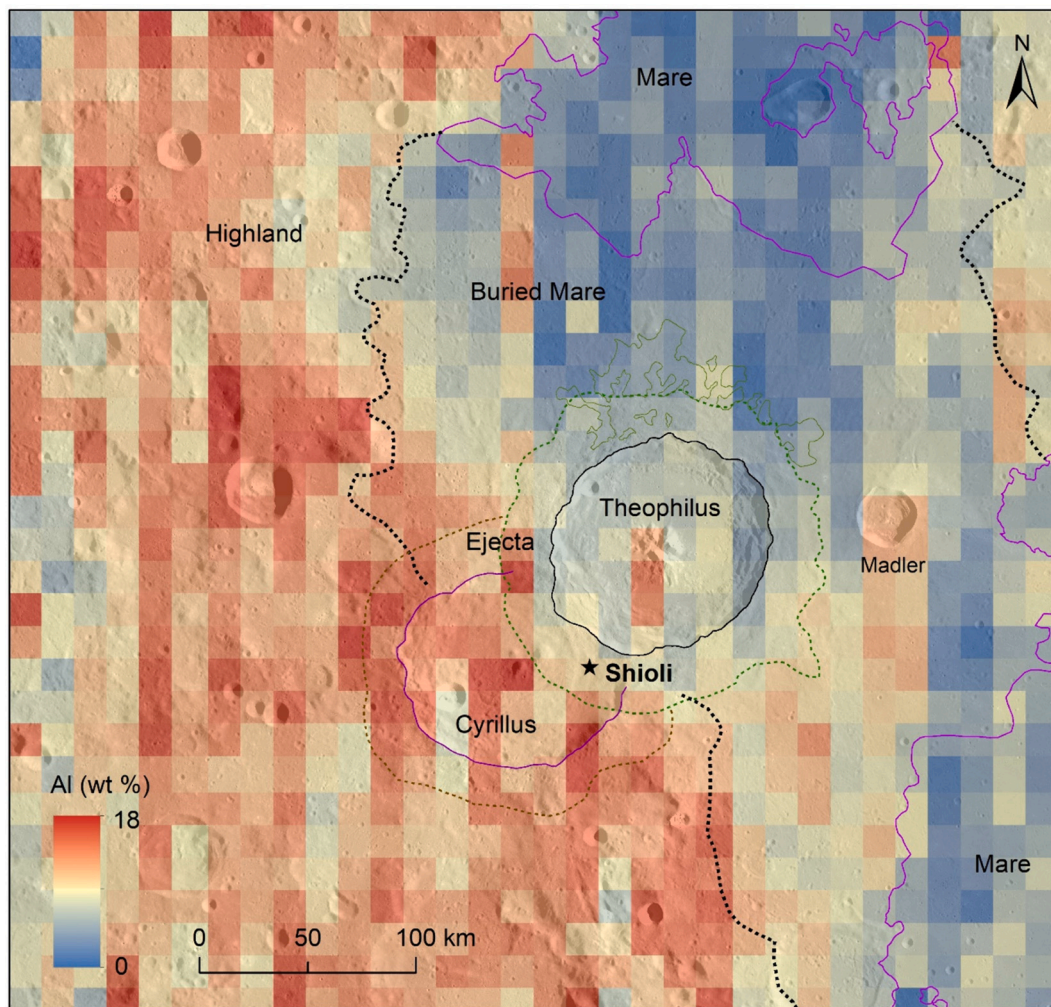 Mare
N
Highland
Buried Mare
Theophilus
Ejecta
Madler
Shioli
Cyrillus
Al (wt %)
18
0
0 50 100 km
Mare